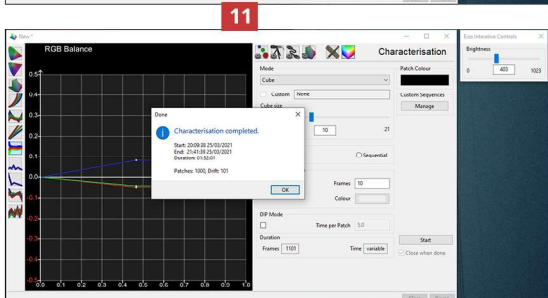 11
New*
RGB Balance
Characterisation
Mode
Cube
Custom None
Cube size
10 21
Sequential
Frames 10
Colour
DIP Mode
Time per Patch 5.0
Duration
Frames 1101 Time variable
Patch Colour
Custom Sequences
Manage
Start
Close when done
Eizo Interative Controls
Brightness
0 403 1023
Done
Characterisation completed.
Start: 20:09:38 25/03/2021
End: 21:41:39 25/03/2021
Duration: 01:32:01
Patches: 1000, Drift: 101
OK
0.5
0.4
0.3
0.2
0.1
0.0
-0.1
-0.2
-0.3
-0.4
-0.5
0.0 0.1 0.2 0.3 0.4 0.5 0.6 0.7 0.8 0.9 1.0